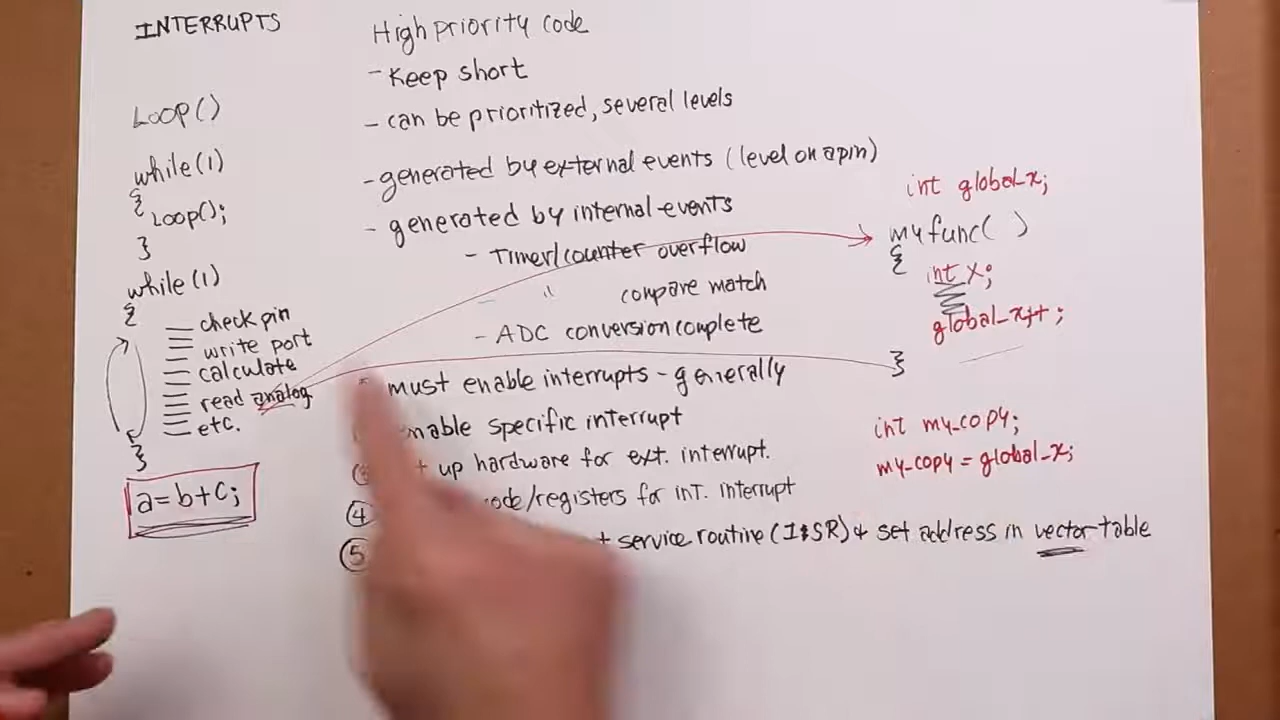 INTERRUPTS
Loop()
while(1)
{
Loop();
}
while(1)
{
check pin
write port
calculate
read analog
etc.
}
a=b+c;
High priority code
- Keep short
- can be prioritized, several levels
- generated by external events (level on a pin)
- generated by internal events
- Timer/counter overflow
- " compare match
- ADC conversion complete
must enable interrupts - generally
specific interrupt
up hardware for ext. interrupt.
④ /registers for int. interrupt
⑤ service routine (ISR) & set address in vector table
int global_x;
myfunc( )
{
int x;
global_x++;
}
int my_copy;
my_copy = global_x;